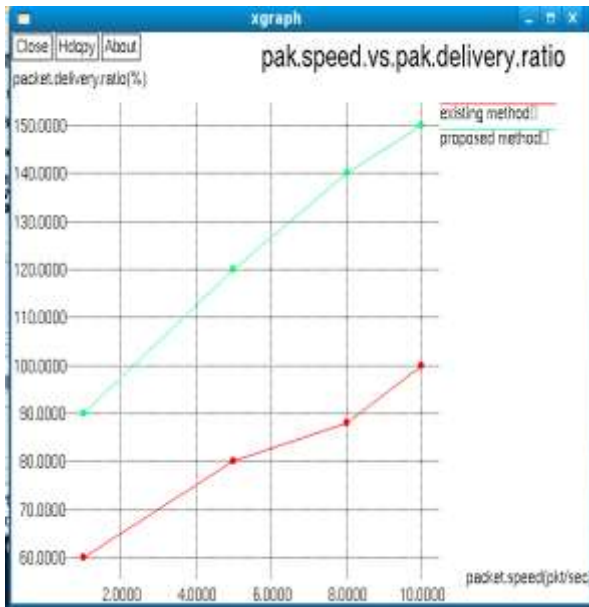 xgraph
Close Hdcpy About
pak.speed.vs.pak.delivery.ratio
packet.delivery.ratio(%)
existing method
proposed method
150.0000
140.0000
130.0000
120.0000
110.0000
100.0000
90.0000
80.0000
70.0000
60.0000
2.0000 4.0000 6.0000 8.0000 10.0000
packet.speed(pkt/sec